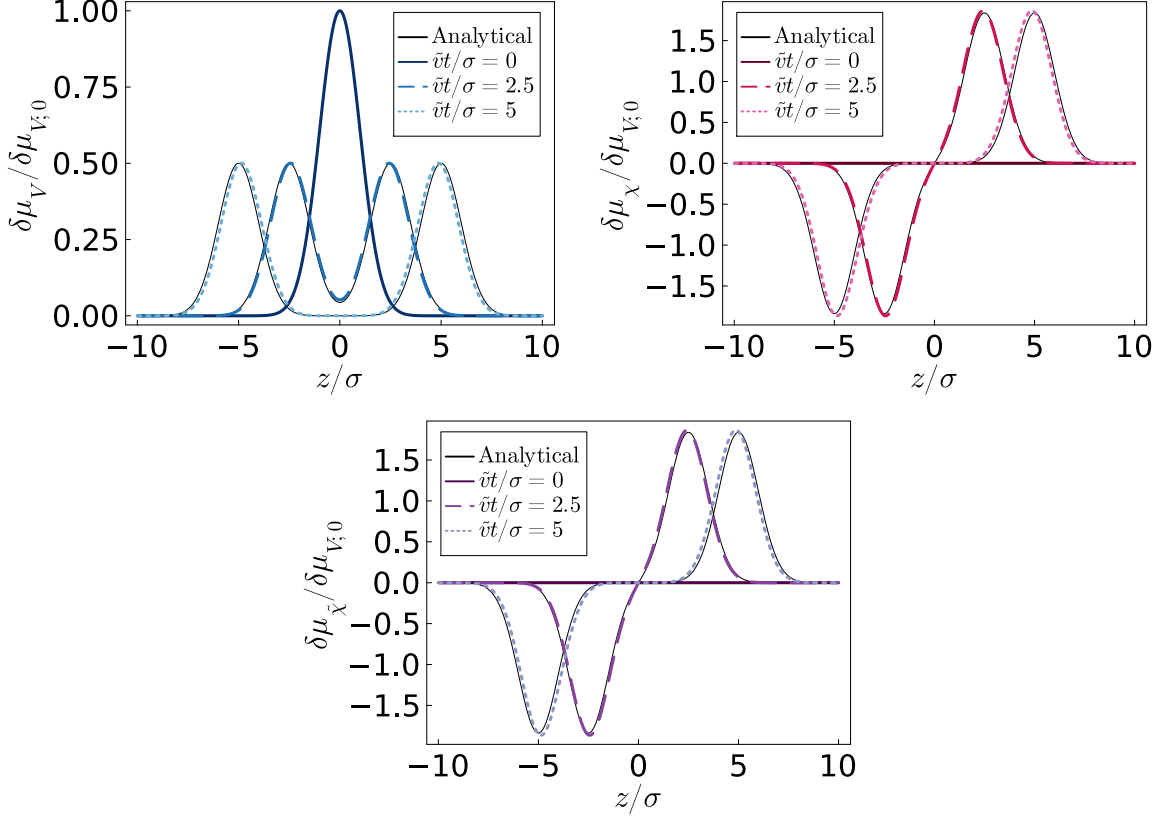 1.00
0.75
0.50
0.25
0.00
δμ_V/δμ_{V;0}
Analytical
ṽt/σ = 0
ṽt/σ = 2.5
ṽt/σ = 5
−10 −5 0 5 10
z/σ
1.5
1.0
0.5
0.0
−0.5
−1.0
−1.5
δμ_χ/δμ_{V;0}
Analytical
ṽt/σ = 0
ṽt/σ = 2.5
ṽt/σ = 5
−10 −5 0 5 10
z/σ
1.5
1.0
0.5
0.0
−0.5
−1.0
−1.5
δμ_χ̃/δμ_{V;0}
Analytical
ṽt/σ = 0
ṽt/σ = 2.5
ṽt/σ = 5
−10 −5 0 5 10
z/σ